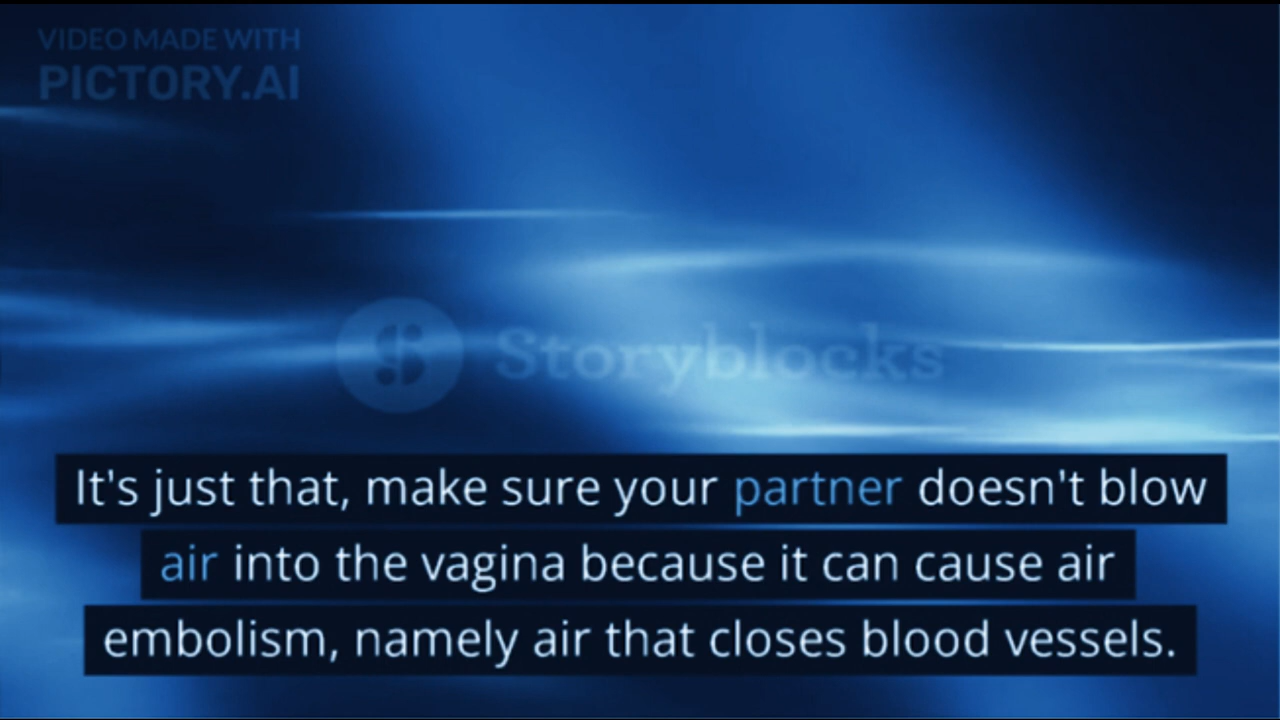 VIDEO MADE WITH
PICTORY.AI
Storyblocks
It's just that, make sure your partner doesn't blow
air into the vagina because it can cause air
embolism, namely air that closes blood vessels.